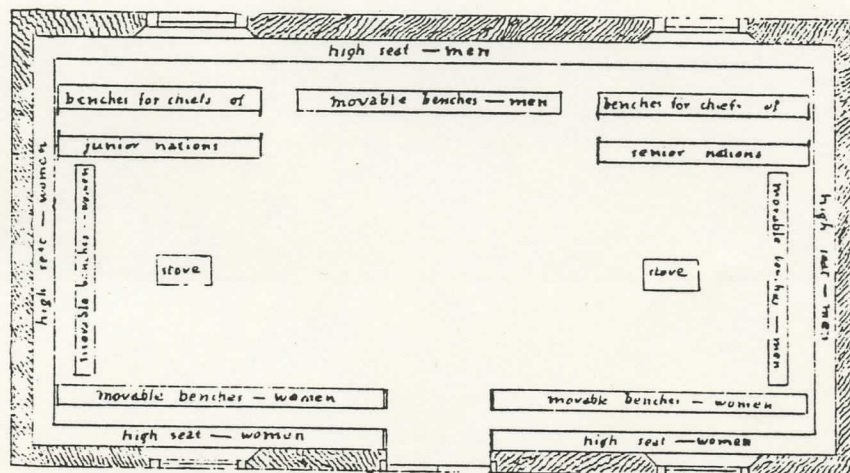 high seat — men
benches for chiefs of
movable benches — men
benches for chiefs of
junior nations
senior nations
high seat — women
movable benches — women
stove
stove
movable benches — men
high seat — men
movable benches — women
movable benches — women
high seat — women
high seat — women